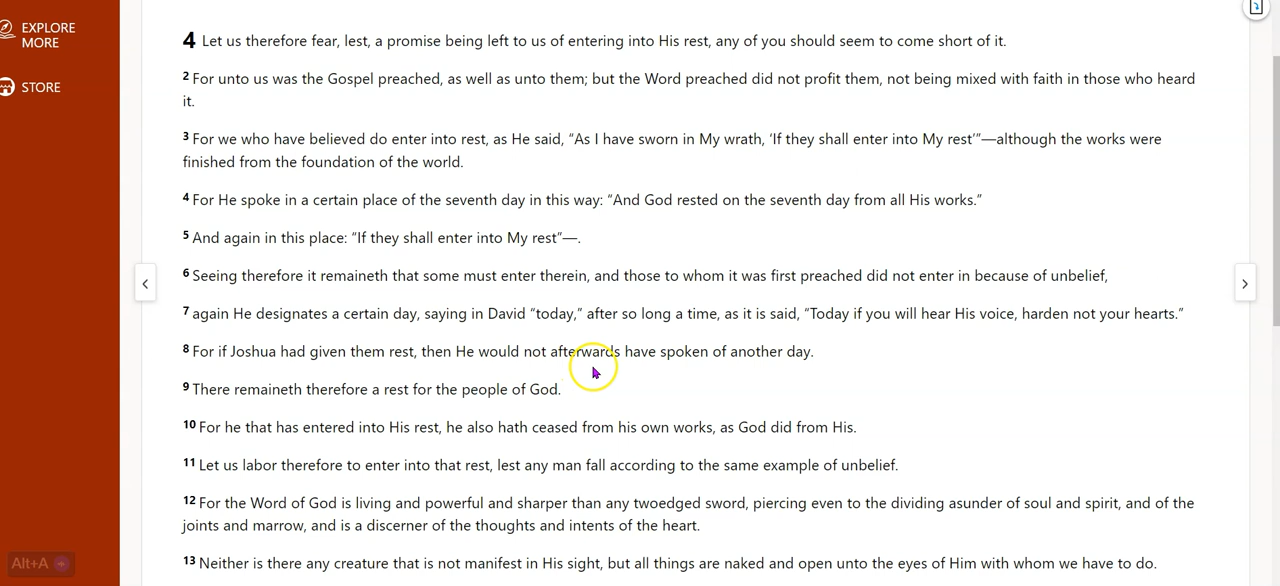 EXPLORE
MORE
STORE
4 Let us therefore fear, lest, a promise being left to us of entering into His rest, any of you should seem to come short of it.
2 For unto us was the Gospel preached, as well as unto them; but the Word preached did not profit them, not being mixed with faith in those who heard
it.
3 For we who have believed do enter into rest, as He said, “As I have sworn in My wrath, ‘If they shall enter into My rest’”—although the works were
finished from the foundation of the world.
4 For He spoke in a certain place of the seventh day in this way: “And God rested on the seventh day from all His works.”
5 And again in this place: “If they shall enter into My rest”—.
6 Seeing therefore it remaineth that some must enter therein, and those to whom it was first preached did not enter in because of unbelief,
7 again He designates a certain day, saying in David “today,” after so long a time, as it is said, “Today if you will hear His voice, harden not your hearts.”
8 For if Joshua had given them rest, then He would not afterwards have spoken of another day.
9 There remaineth therefore a rest for the people of God.
10 For he that has entered into His rest, he also hath ceased from his own works, as God did from His.
11 Let us labor therefore to enter into that rest, lest any man fall according to the same example of unbelief.
12 For the Word of God is living and powerful and sharper than any twoedged sword, piercing even to the dividing asunder of soul and spirit, and of the
joints and marrow, and is a discerner of the thoughts and intents of the heart.
13 Neither is there any creature that is not manifest in His sight, but all things are naked and open unto the eyes of Him with whom we have to do.
Alt+A